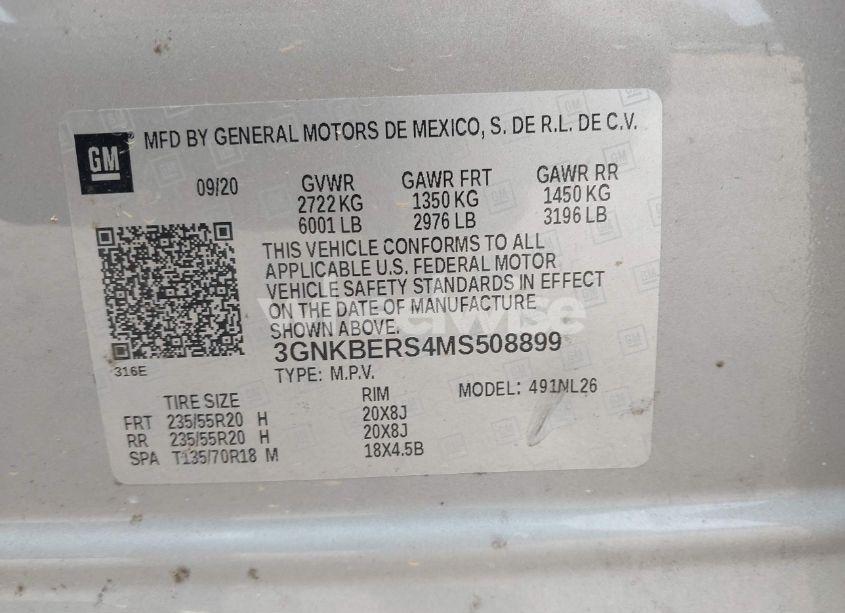 GM
MFD BY GENERAL MOTORS DE MEXICO, S. DE R.L. DE C.V.
09/20 GVWR GAWR FRT GAWR RR
2722 KG 1350 KG 1450 KG
6001 LB 2976 LB 3196 LB
THIS VEHICLE CONFORMS TO ALL
APPLICABLE U.S. FEDERAL MOTOR
VEHICLE SAFETY STANDARDS IN EFFECT
ON THE DATE OF MANUFACTURE
SHOWN ABOVE.
3GNKBERS4MS508899
316E
TYPE: M.P.V.
MODEL: 491NL26
TIRE SIZE RIM
FRT 235/55R20 H 20X8J
RR 235/55R20 H 20X8J
SPA T135/70R18 M 18X4.5B